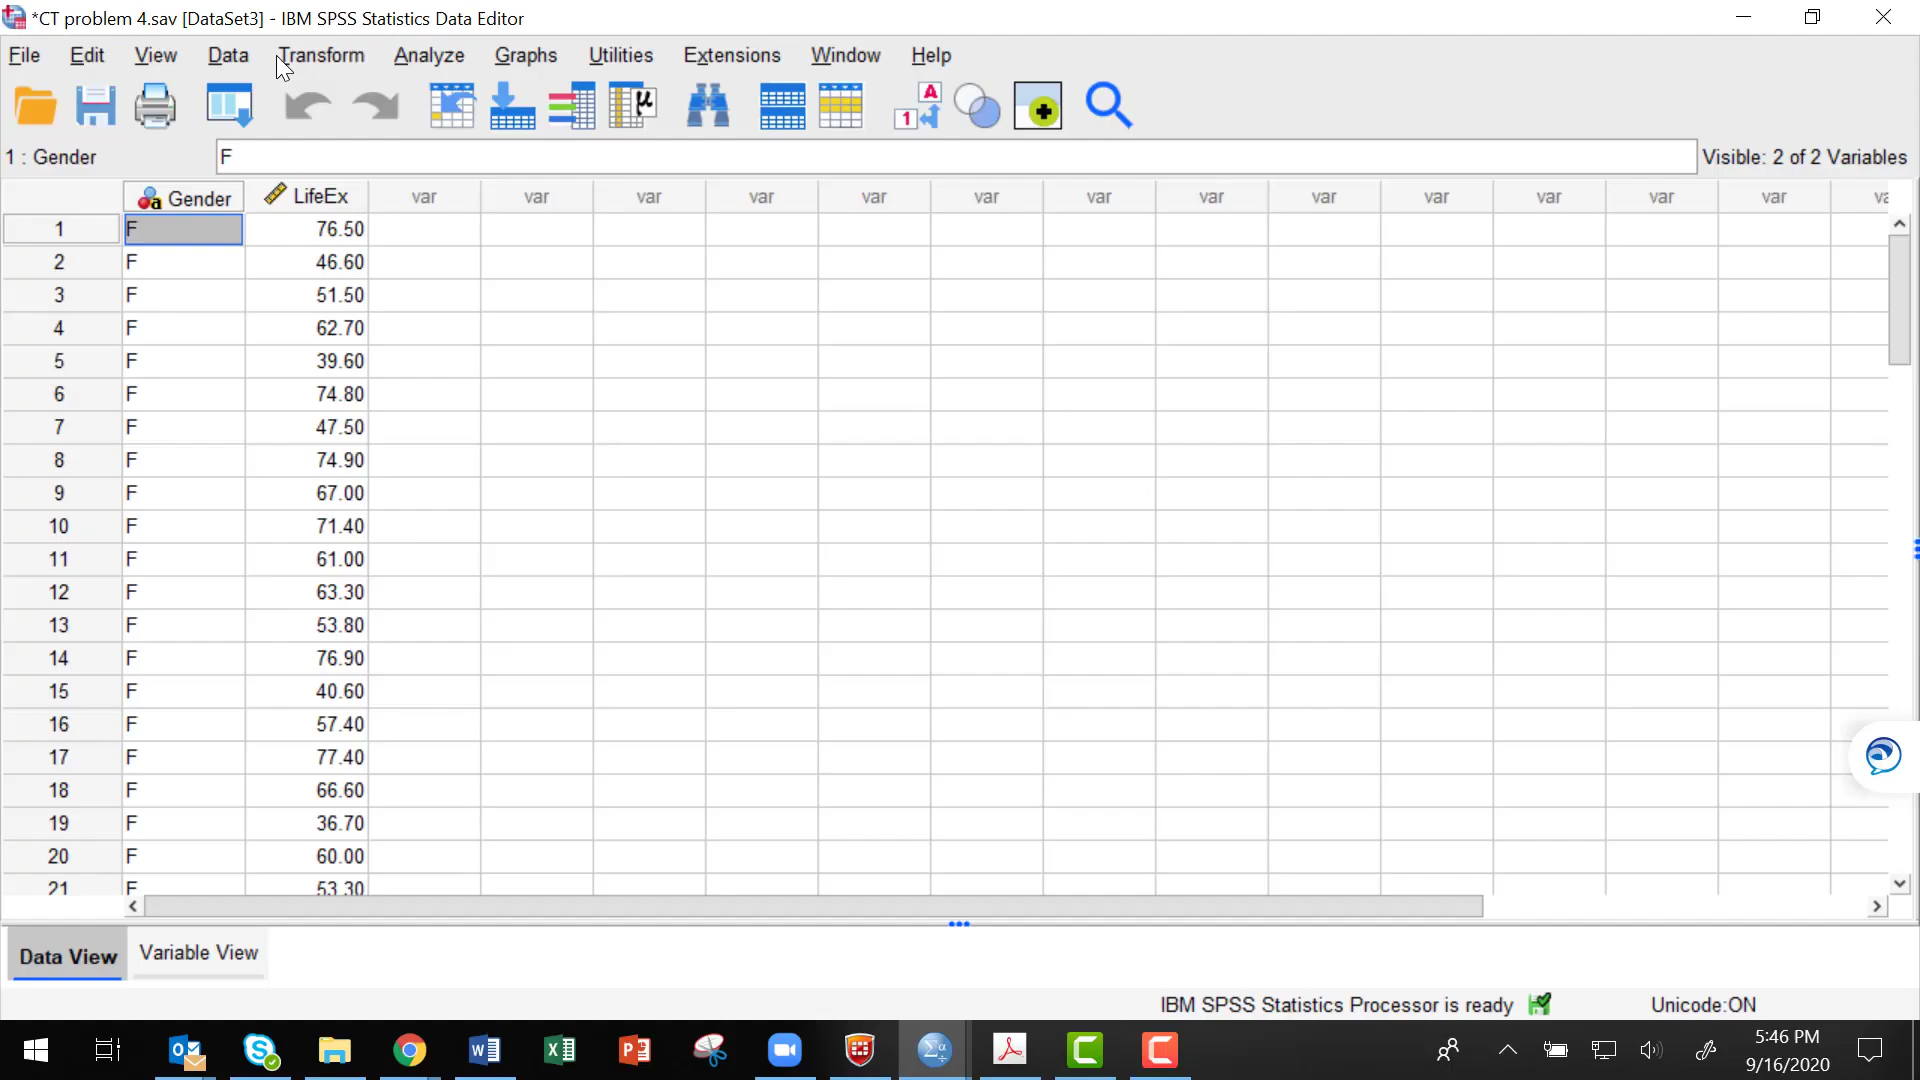 *CT problem 4.sav [DataSet3] - IBM SPSS Statistics Data Editor
File Edit View Data Transform Analyze Graphs Utilities Extensions Window Help
1 : Gender F Visible: 2 of 2 Variables
Gender LifeEx var var var var var var var var var var var var var va
1 F 76.50
2 F 46.60
3 F 51.50
4 F 62.70
5 F 39.60
6 F 74.80
7 F 47.50
8 F 74.90
9 F 67.00
10 F 71.40
11 F 61.00
12 F 63.30
13 F 53.80
14 F 76.90
15 F 40.60
16 F 57.40
17 F 77.40
18 F 66.60
19 F 36.70
20 F 60.00
21 F 53.30
Data View Variable View
IBM SPSS Statistics Processor is ready Unicode:ON
5:46 PM
9/16/2020